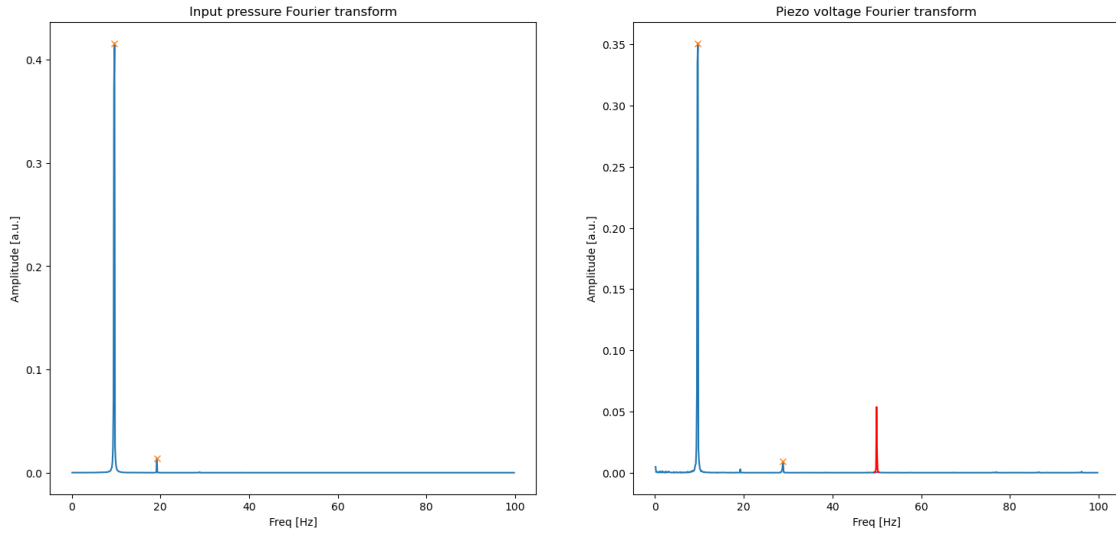 Input pressure Fourier transform
Amplitude [a.u.]
0.4
0.3
0.2
0.1
0.0
0 20 40 60 80 100
Freq [Hz]
Piezo voltage Fourier transform
Amplitude [a.u.]
0.35
0.30
0.25
0.20
0.15
0.10
0.05
0.00
0 20 40 60 80 100
Freq [Hz]